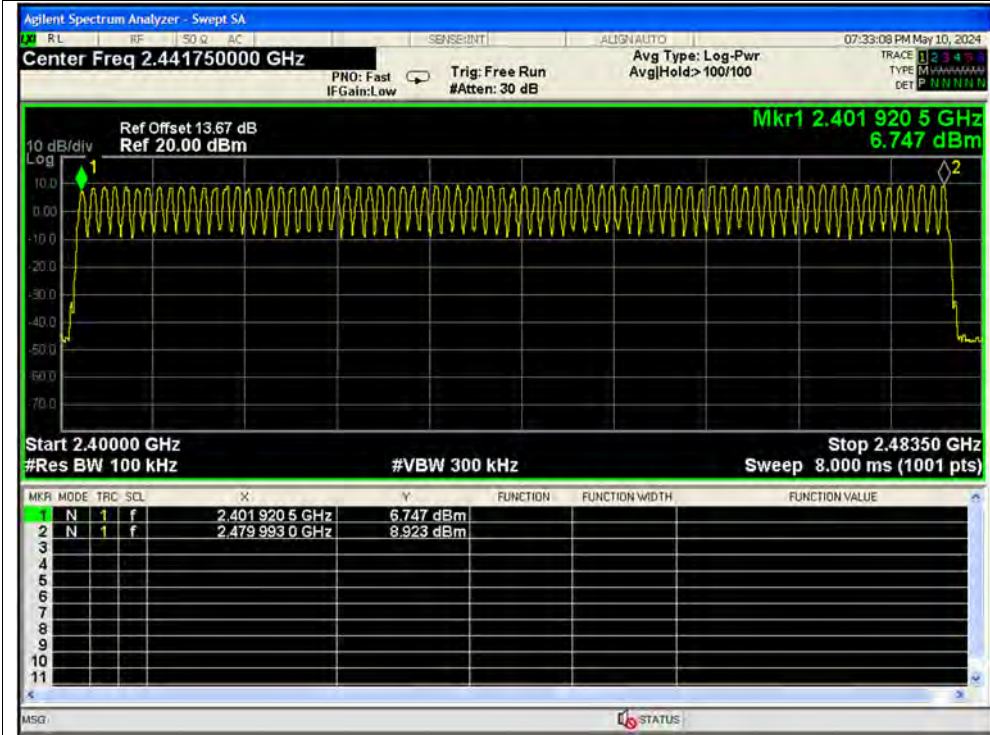 Agilent Spectrum Analyzer - Swept SA
LXI RL RF 50 Ω AC SENSE:INT ALIGNAUTO 07:33:08 PM May 10, 2024
Center Freq 2.441750000 GHz
PNO: Fast
IFGain:Low
Trig: Free Run
#Atten: 30 dB
Avg Type: Log-Pwr
Avg|Hold:> 100/100
TRACE 1 2 3 4 5 6
TYPE M
DET P N N N N N
Mkr1 2.401 920 5 GHz
6.747 dBm
Ref Offset 13.67 dB
10 dB/div Ref 20.00 dBm
Log
1
2
10.0
0.00
-10.0
-20.0
-30.0
-40.0
-50.0
-60.0
-70.0
Start 2.40000 GHz Stop 2.48350 GHz
#Res BW 100 kHz #VBW 300 kHz Sweep 8.000 ms (1001 pts)
MKR MODE TRC SCL X Y FUNCTION FUNCTION WIDTH FUNCTION VALUE
1 N 1 f 2.401 920 5 GHz 6.747 dBm
2 N 1 f 2.479 993 0 GHz 8.923 dBm
3
4
5
6
7
8
9
10
11
MSG STATUS